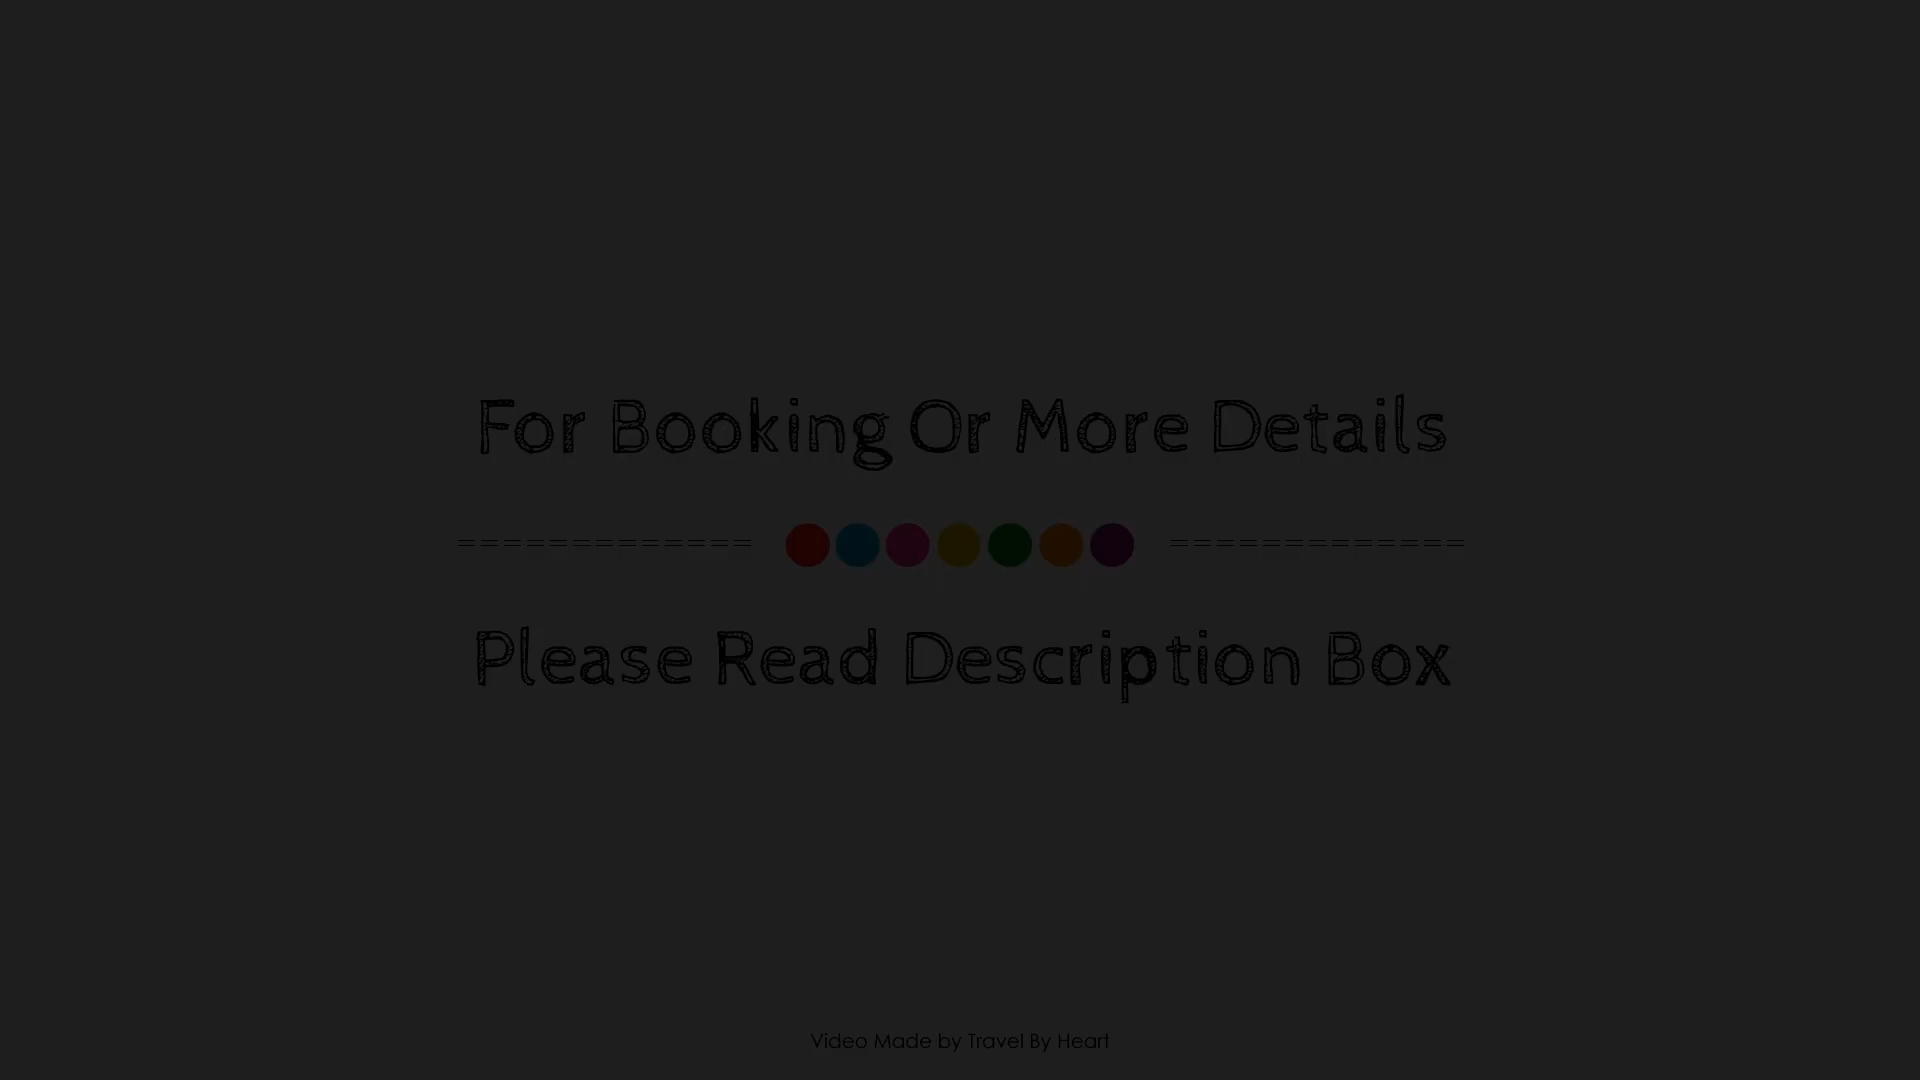 For Booking Or More Details
============= =============
Please Read Description Box
Video Made by Travel By Heart